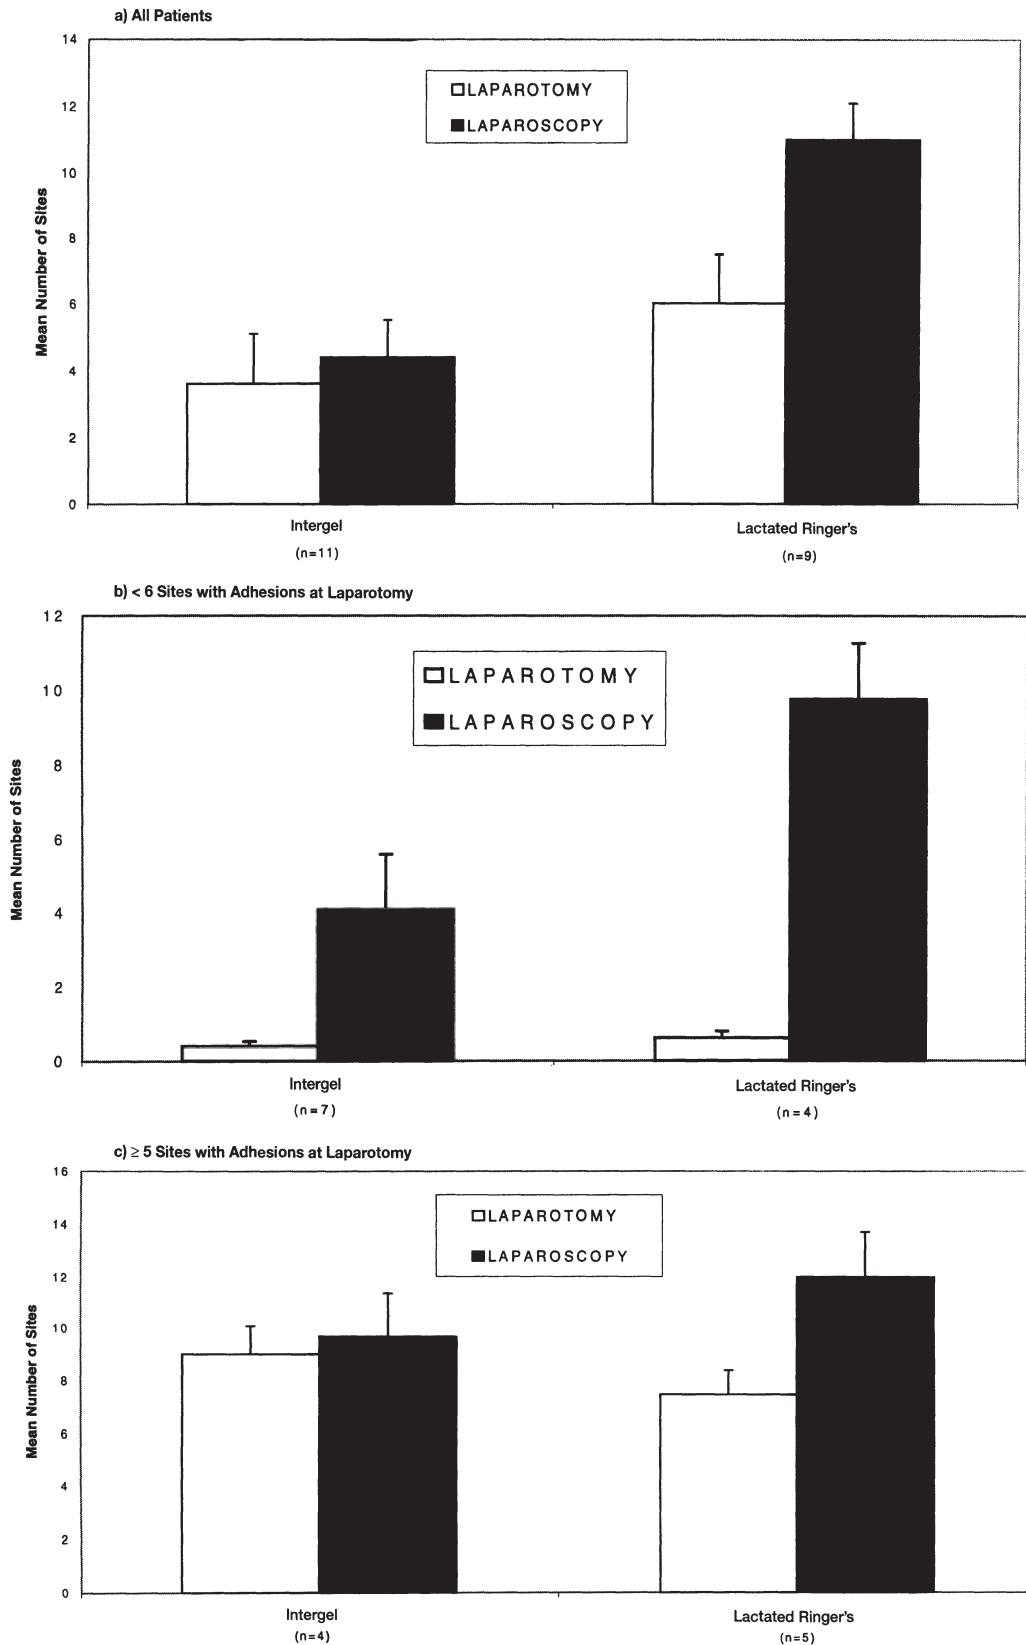 a) All Patients
14
12
10
8
6
4
2
0
Mean Number of Sites
LAPAROTOMY
LAPAROSCOPY
Intergel
(n=11)
Lactated Ringer's
(n=9)
b) < 6 Sites with Adhesions at Laparotomy
12
10
8
6
4
2
0
Mean Number of Sites
LAPAROTOMY
LAPAROSCOPY
Intergel
(n=7)
Lactated Ringer's
(n=4)
c) ≥ 5 Sites with Adhesions at Laparotomy
16
14
12
10
8
6
4
2
0
Mean Number of Sites
LAPAROTOMY
LAPAROSCOPY
Intergel
(n=4)
Lactated Ringer's
(n=5)